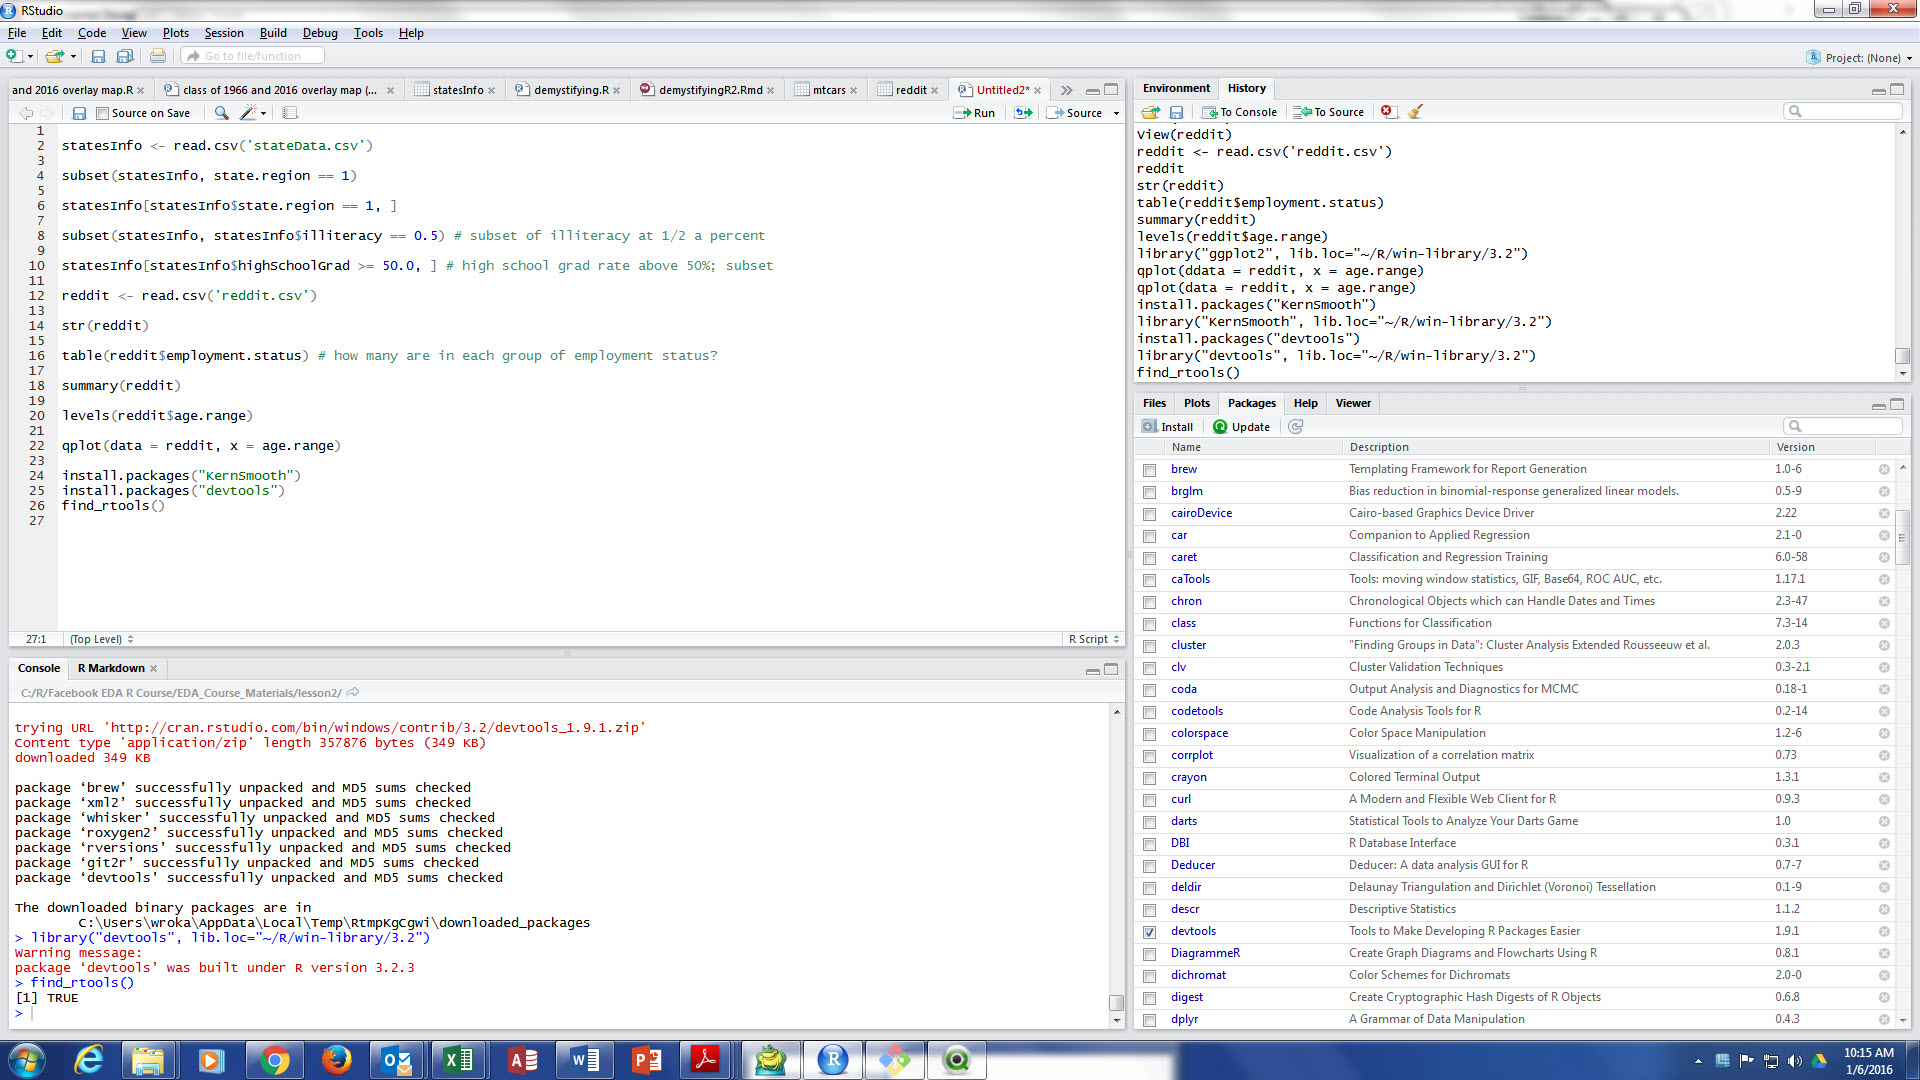 RStudio
File Edit Code View Plots Session Build Debug Tools Help
Go to file/function
Project: (None)
and 2016 overlay map.R
class of 1966 and 2016 overlay map (...
statesInfo
demystifying.R
demystifyingR2.Rmd
mtcars
reddit
Untitled2*
Source on Save
Run
Source
1
2 statesInfo <- read.csv('stateData.csv')
3
4 subset(statesInfo, state.region == 1)
5
6 statesInfo[statesInfo$state.region == 1, ]
7
8 subset(statesInfo, statesInfo$illiteracy == 0.5) # subset of illiteracy at 1/2 a percent
9
10 statesInfo[statesInfo$highSchoolGrad >= 50.0, ] # high school grad rate above 50%; subset
11
12 reddit <- read.csv('reddit.csv')
13
14 str(reddit)
15
16 table(reddit$employment.status) # how many are in each group of employment status?
17
18 summary(reddit)
19
20 levels(reddit$age.range)
21
22 qplot(data = reddit, x = age.range)
23
24 install.packages("KernSmooth")
25 install.packages("devtools")
26 find_rtools()
27
27:1 (Top Level) R Script
Console R Markdown
C:/R/Facebook EDA R Course/EDA_Course_Materials/lesson2/
trying URL 'http://cran.rstudio.com/bin/windows/contrib/3.2/devtools_1.9.1.zip'
Content type 'application/zip' length 357876 bytes (349 KB)
downloaded 349 KB
package ‘brew’ successfully unpacked and MD5 sums checked
package ‘xml2’ successfully unpacked and MD5 sums checked
package ‘whisker’ successfully unpacked and MD5 sums checked
package ‘roxygen2’ successfully unpacked and MD5 sums checked
package ‘rversions’ successfully unpacked and MD5 sums checked
package ‘git2r’ successfully unpacked and MD5 sums checked
package ‘devtools’ successfully unpacked and MD5 sums checked
The downloaded binary packages are in
C:\Users\wroka\AppData\Local\Temp\RtmpKgCgwi\downloaded_packages
> library("devtools", lib.loc="~/R/win-library/3.2")
Warning message:
package ‘devtools’ was built under R version 3.2.3
> find_rtools()
[1] TRUE
>
Environment History
To Console To Source
View(reddit)
reddit <- read.csv('reddit.csv')
reddit
str(reddit)
table(reddit$employment.status)
summary(reddit)
levels(reddit$age.range)
library("ggplot2", lib.loc="~/R/win-library/3.2")
qplot(ddata = reddit, x = age.range)
qplot(data = reddit, x = age.range)
install.packages("KernSmooth")
library("KernSmooth", lib.loc="~/R/win-library/3.2")
install.packages("devtools")
library("devtools", lib.loc="~/R/win-library/3.2")
find_rtools()
Files Plots Packages Help Viewer
Install Update
Name Description Version
brew Templating Framework for Report Generation 1.0-6
brglm Bias reduction in binomial-response generalized linear models. 0.5-9
cairoDevice Cairo-based Graphics Device Driver 2.22
car Companion to Applied Regression 2.1-0
caret Classification and Regression Training 6.0-58
caTools Tools: moving window statistics, GIF, Base64, ROC AUC, etc. 1.17.1
chron Chronological Objects which can Handle Dates and Times 2.3-47
class Functions for Classification 7.3-14
cluster "Finding Groups in Data": Cluster Analysis Extended Rousseeuw et al. 2.0.3
clv Cluster Validation Techniques 0.3-2.1
coda Output Analysis and Diagnostics for MCMC 0.18-1
codetools Code Analysis Tools for R 0.2-14
colorspace Color Space Manipulation 1.2-6
corrplot Visualization of a correlation matrix 0.73
crayon Colored Terminal Output 1.3.1
curl A Modern and Flexible Web Client for R 0.9.3
darts Statistical Tools to Analyze Your Darts Game 1.0
DBI R Database Interface 0.3.1
Deducer Deducer: A data analysis GUI for R 0.7-7
deldir Delaunay Triangulation and Dirichlet (Voronoi) Tessellation 0.1-9
descr Descriptive Statistics 1.1.2
devtools Tools to Make Developing R Packages Easier 1.9.1
DiagrammeR Create Graph Diagrams and Flowcharts Using R 0.8.1
dichromat Color Schemes for Dichromats 2.0-0
digest Create Cryptographic Hash Digests of R Objects 0.6.8
dplyr A Grammar of Data Manipulation 0.4.3
10:15 AM
1/6/2016